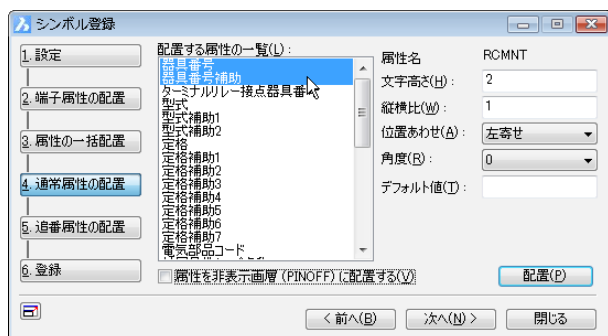 シンボル登録
1. 設定
2. 端子属性の配置
3. 属性の一括配置
4. 通常属性の配置
5. 追番属性の配置
6. 登録
配置する属性の一覧(L) :
器具番号
器具番号補助
ターミナルリレー接点器具番
型式
型式補助1
型式補助2
定格
定格補助1
定格補助2
定格補助3
定格補助4
定格補助5
定格補助6
定格補助7
電気部品コード
属性を非表示画層 (PINOFF) に配置する(V)
属性名 RCMNT
文字高さ(H) : 2
縦横比(W) : 1
位置あわせ(A) : 左寄せ
角度(R) : 0
デフォルト値(T) :
配置(P)
< 前へ(B)
次へ(N) >
閉じる